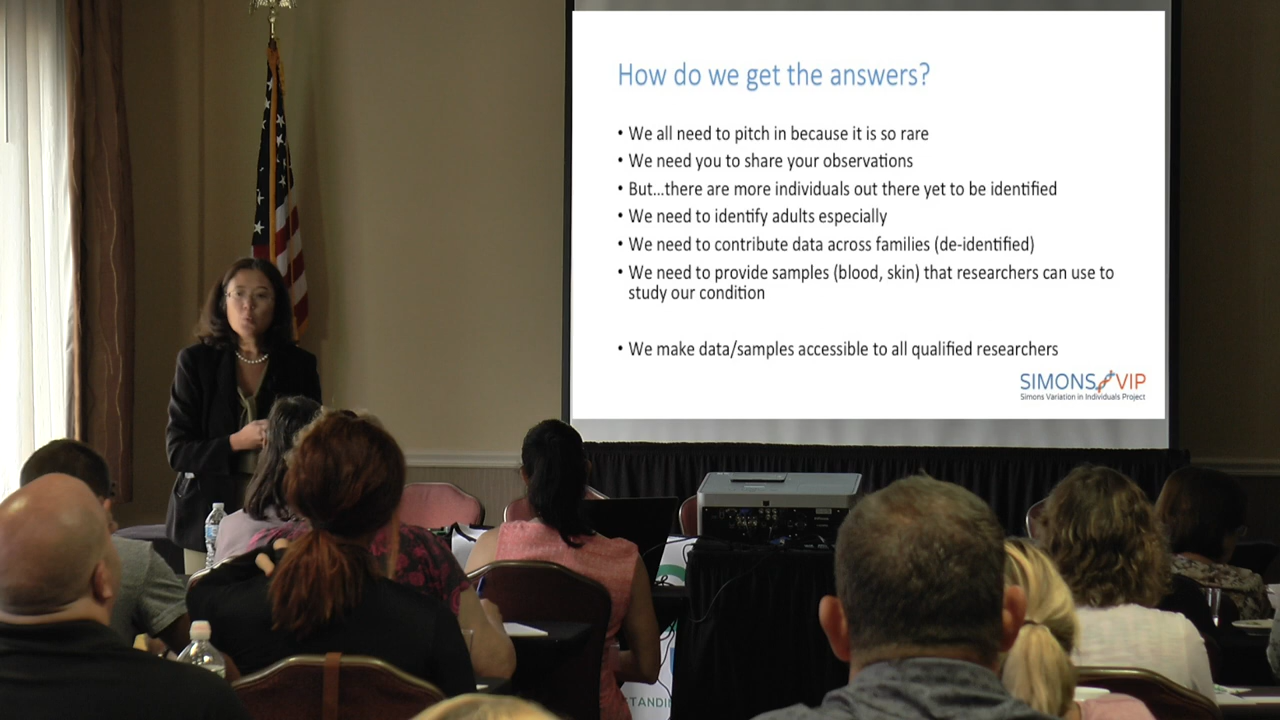 How do we get the answers?
• We all need to pitch in because it is so rare
• We need you to share your observations
• But...there are more individuals out there yet to be identified
• We need to identify adults especially
• We need to contribute data across families (de-identified)
• We need to provide samples (blood, skin) that researchers can use to
study our condition
• We make data/samples accessible to all qualified researchers
SIMONS VIP
Simons Variation in Individuals Project
TANDIN